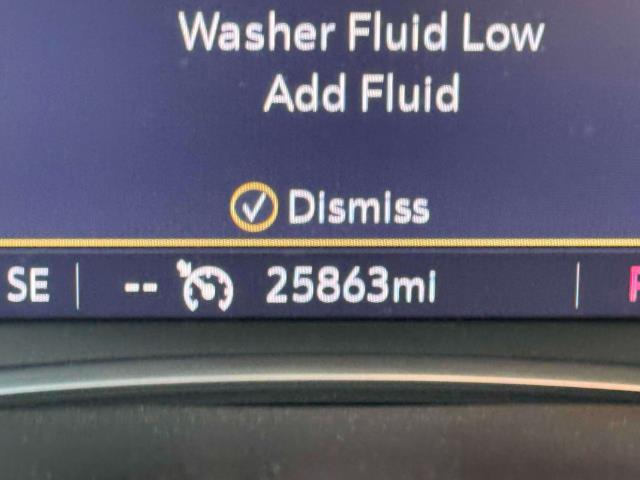 Washer Fluid Low
Add Fluid
Dismiss
SE
--
25863mi